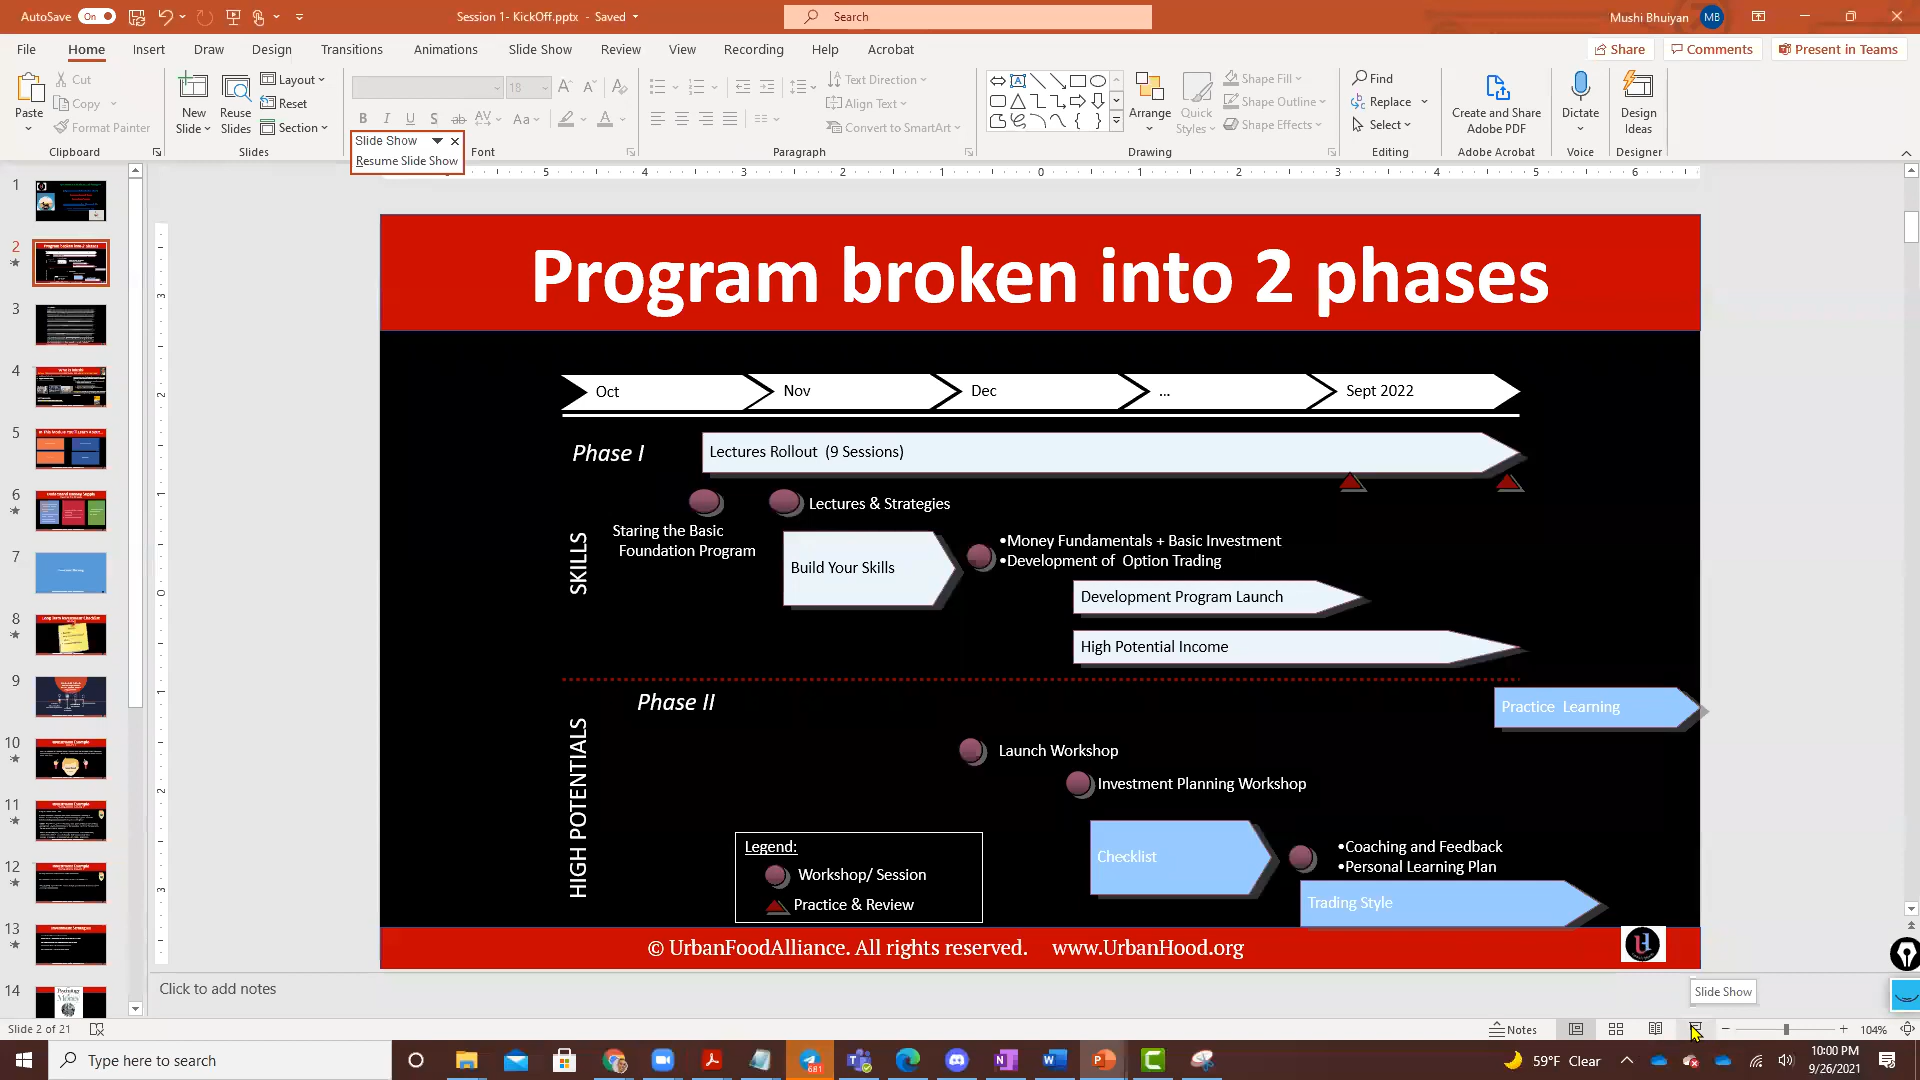 AutoSave On Session 1- KickOff.pptx - Saved Search Mushi Bhuiyan MB
File Home Insert Draw Design Transitions Animations Slide Show Review View Recording Help Acrobat Share Comments Present in Teams
Paste Cut Copy Format Painter
New Slides Reuse Slides Layout Reset Section
18
Text Direction Align Text Convert to SmartArt
Arrange Quick Styles Shape Fill Shape Outline Shape Effects
Find Replace Select
Create and Share Adobe PDF
Dictate
Design Ideas
Clipboard Slides Font Paragraph Drawing Editing Adobe Acrobat Voice Designer
Slide Show
Resume Slide Show
Program broken into 2 phases
Oct Nov Dec ... Sept 2022
Phase I
Lectures Rollout (9 Sessions)
Lectures & Strategies
Staring the Basic
Foundation Program
SKILLS
Build Your Skills
•Money Fundamentals + Basic Investment
•Development of Option Trading
Development Program Launch
High Potential Income
Phase II
Practice Learning
HIGH POTENTIALS
Launch Workshop
Investment Planning Workshop
Checklist
•Coaching and Feedback
•Personal Learning Plan
Trading Style
Legend:
Workshop/ Session
Practice & Review
© UrbanFoodAlliance. All rights reserved. www.UrbanHood.org
Click to add notes
Slide Show
Slide 2 of 21 Notes 104%
Type here to search
681
59°F Clear
10:00 PM
9/26/2021